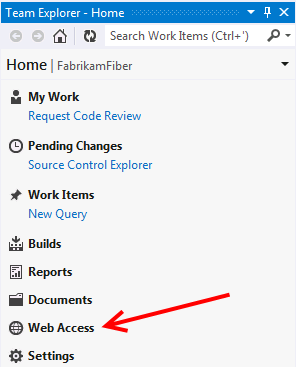 Team Explorer - Home
Search Work Items (Ctrl+')
Home | FabrikamFiber
My Work
Request Code Review
Pending Changes
Source Control Explorer
Work Items
New Query
Builds
Reports
Documents
Web Access
Settings